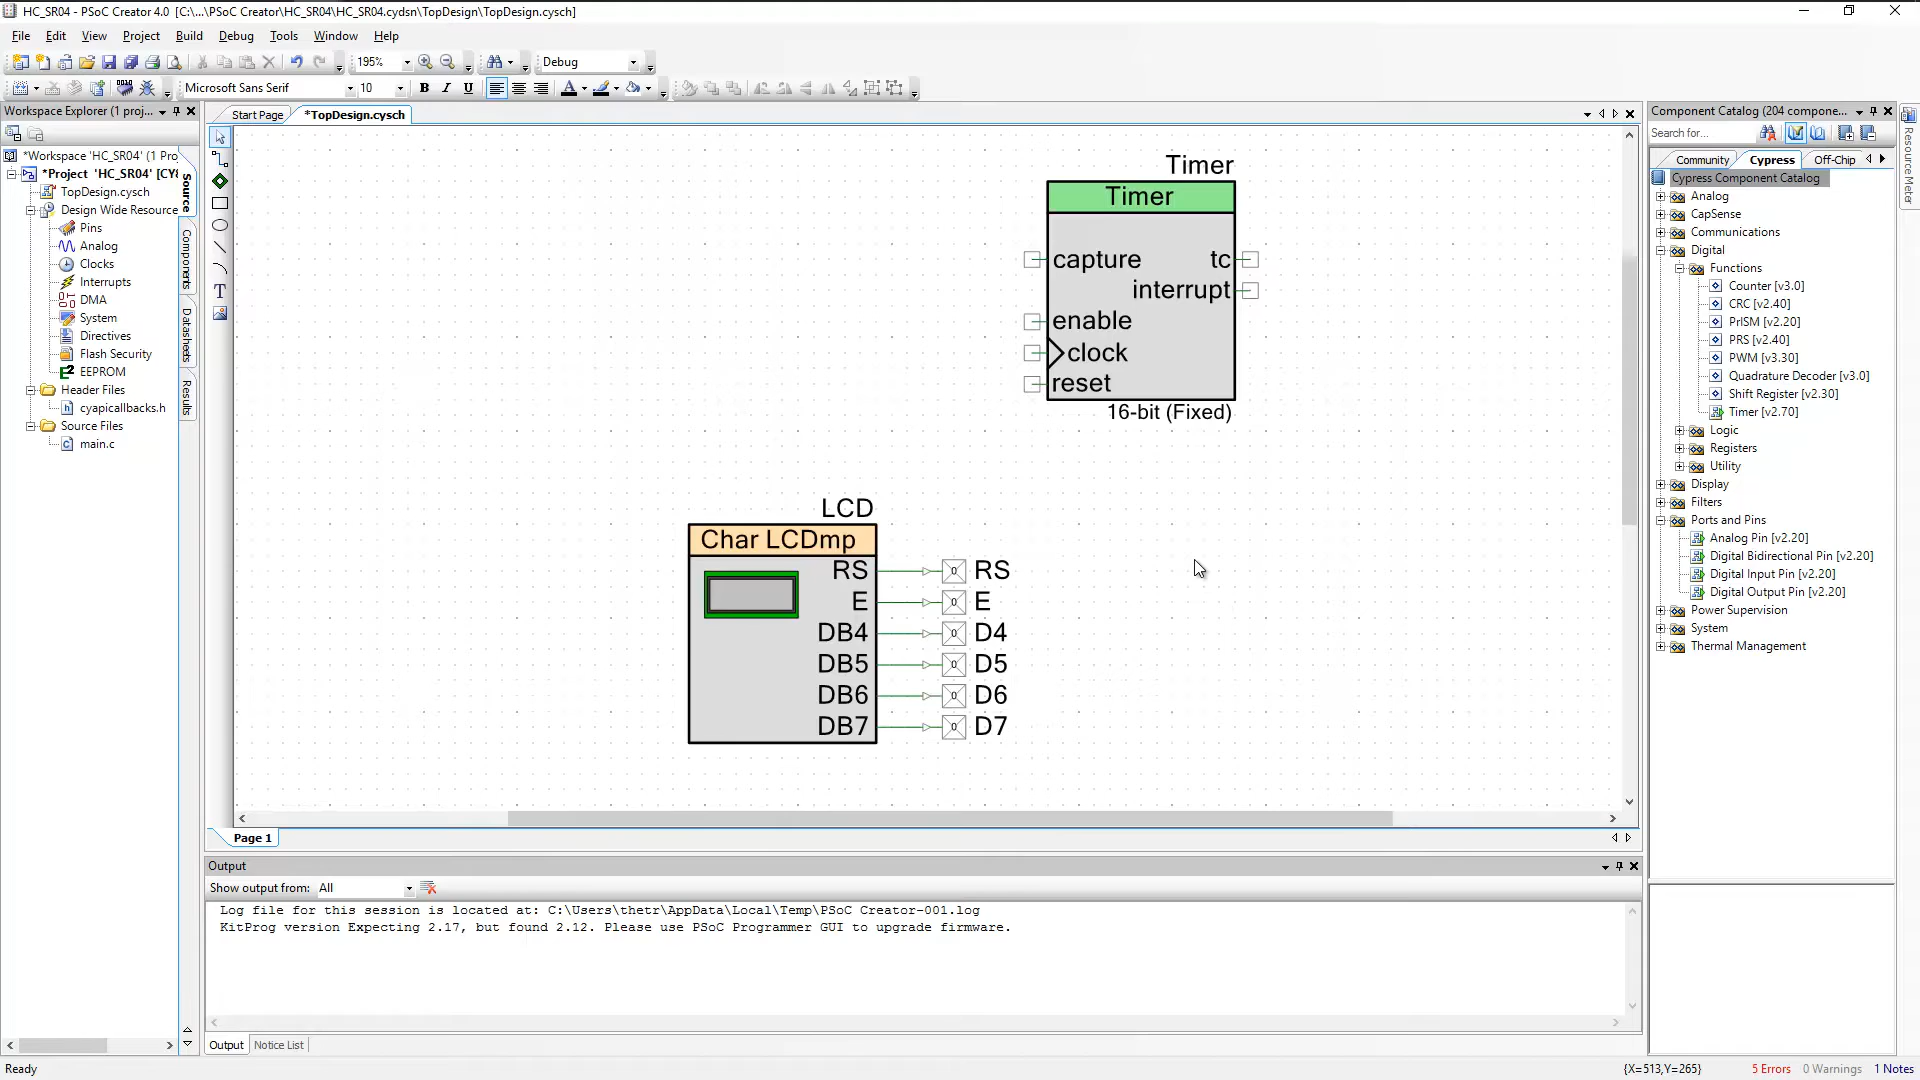 HC_SR04 - PSoC Creator 4.0 [C:\...\PSoC Creator\HC_SR04\HC_SR04.cydsn\TopDesign\TopDesign.cysch]
File Edit View Project Build Debug Tools Window Help
195% Debug
Microsoft Sans Serif 10 B I U A
Workspace Explorer (1 proj...
*Workspace 'HC_SR04' (1 Pro
*Project 'HC_SR04' [CY8
TopDesign.cysch
Design Wide Resource
Pins
Analog
Clocks
Interrupts
DMA
System
Directives
Flash Security
EEPROM
Header Files
cyapicallbacks.h
Source Files
main.c
Source
Components
Datasheets
Results
Start Page *TopDesign.cysch
T
Timer
Timer
capture tc
interrupt
enable
clock
reset
16-bit (Fixed)
LCD
Char LCDmp
RS 0 RS
E 0 E
DB4 0 D4
DB5 0 D5
DB6 0 D6
DB7 0 D7
Page 1
Component Catalog (204 compone...
Search for...
Community Cypress Off-Chip
Cypress Component Catalog
Analog
CapSense
Communications
Digital
Functions
Counter [v3.0]
CRC [v2.40]
PrISM [v2.20]
PRS [v2.40]
PWM [v3.30]
Quadrature Decoder [v3.0]
Shift Register [v2.30]
Timer [v2.70]
Logic
Registers
Utility
Display
Filters
Ports and Pins
Analog Pin [v2.20]
Digital Bidirectional Pin [v2.20]
Digital Input Pin [v2.20]
Digital Output Pin [v2.20]
Power Supervision
System
Thermal Management
Resource Meter
Output
Show output from: All
Log file for this session is located at: C:\Users\thetr\AppData\Local\Temp\PSoC Creator-001.log
KitProg version Expecting 2.17, but found 2.12. Please use PSoC Programmer GUI to upgrade firmware.
Output Notice List
Ready {X=513,Y=265} 5 Errors 0 Warnings 1 Notes